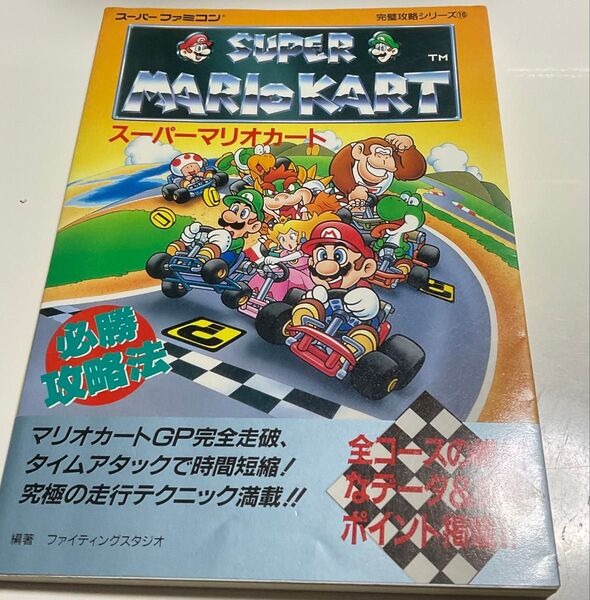 スーパーファミコン®
完璧攻略シリーズ⑯
SUPER
MARIO KART™
スーパーマリオカート
必勝
攻略法
マリオカートGP完全走破、
タイムアタックで時間短縮!
究極の走行テクニック満載!!
全コースの
なデータ&
ポイント掲載!!
編著 ファイティングスタジオ